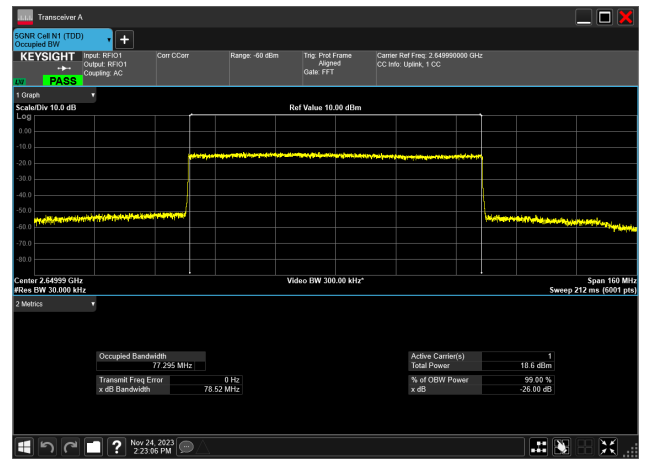 Transceiver A
5GNR Cell N1 (TDD)
Occupied BW
KEYSIGHT
Input: RFIO1
Output: RFIO1
Coupling: AC
Corr CCorr
Range: -60 dBm
Trig: Prot Frame
Aligned
Gate: FFT
Carrier Ref Freq: 2.649990000 GHz
CC Info: Uplink, 1 CC
LW
PASS
1 Graph
Scale/Div 10.0 dB
Ref Value 10.00 dBm
Log
0.00
-10.0
-20.0
-30.0
-40.0
-50.0
-60.0
-70.0
-80.0
Center 2.64999 GHz
Video BW 300.00 kHz*
Span 160 MHz
#Res BW 30.000 kHz
Sweep 212 ms (6001 pts)
2 Metrics
Occupied Bandwidth
77.295 MHz
Transmit Freq Error 0 Hz
x dB Bandwidth 78.52 MHz
Active Carrier(s) 1
Total Power 18.6 dBm
% of OBW Power 99.00 %
x dB -26.00 dB
?
Nov 24, 2023
2:23:06 PM